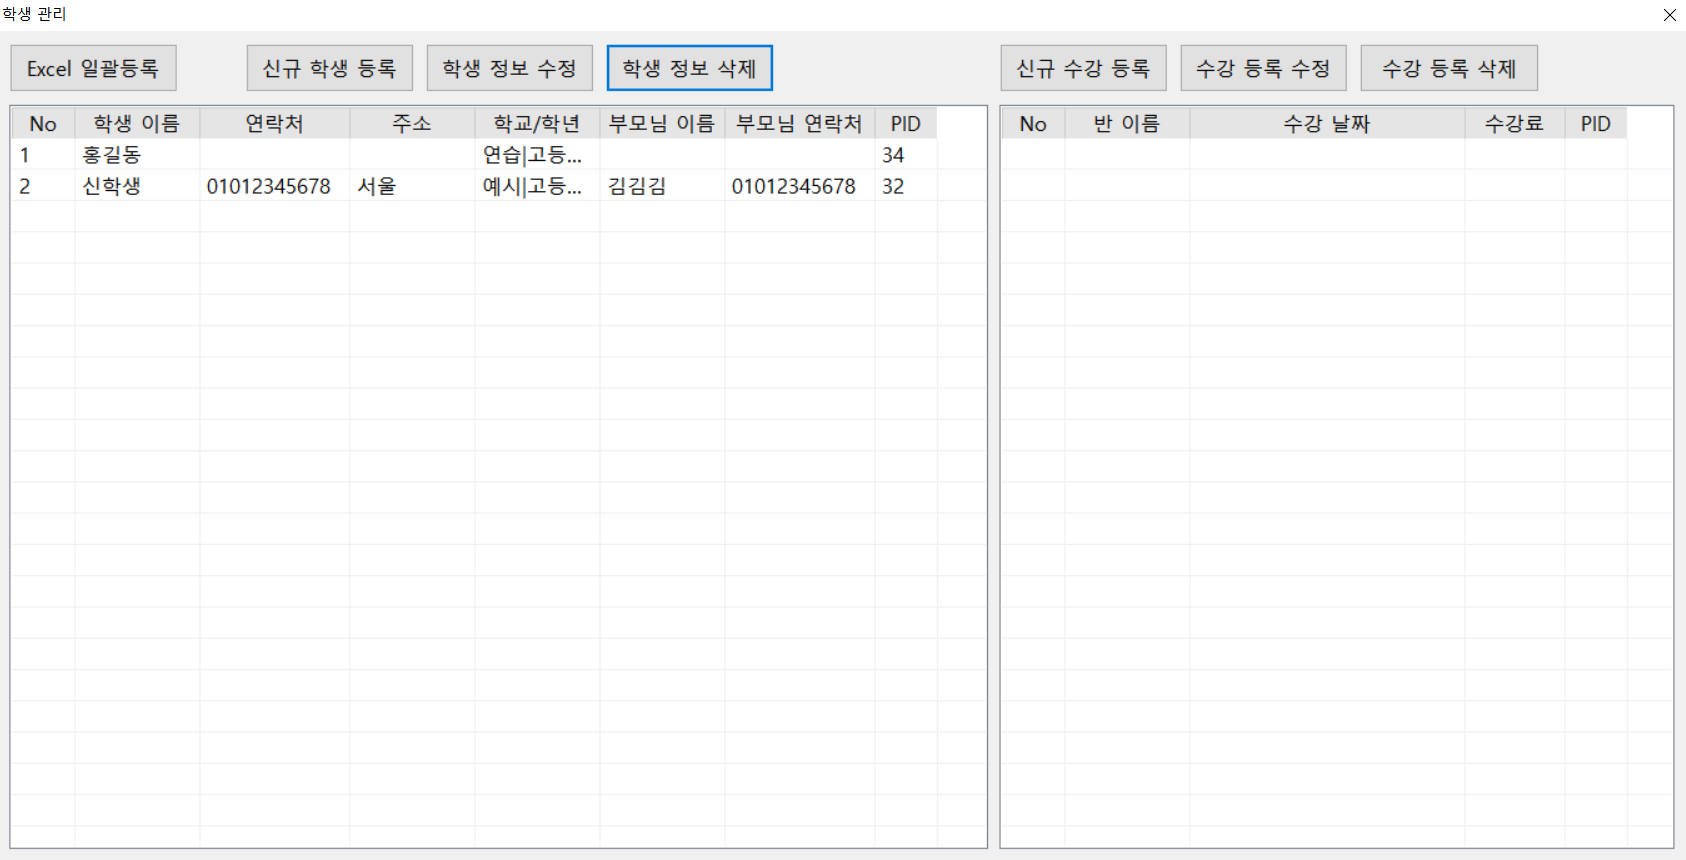 학생 관리
Excel 일괄등록 신규 학생 등록 학생 정보 수정 학생 정보 삭제 신규 수강 등록 수강 등록 수정 수강 등록 삭제
No 학생 이름 연락처 주소 학교/학년 부모님 이름 부모님 연락처 PID
1 홍길동 연습|고등... 34
2 신학생 01012345678 서울 예시|고등... 김김김 01012345678 32
No 반 이름 수강 날짜 수강료 PID